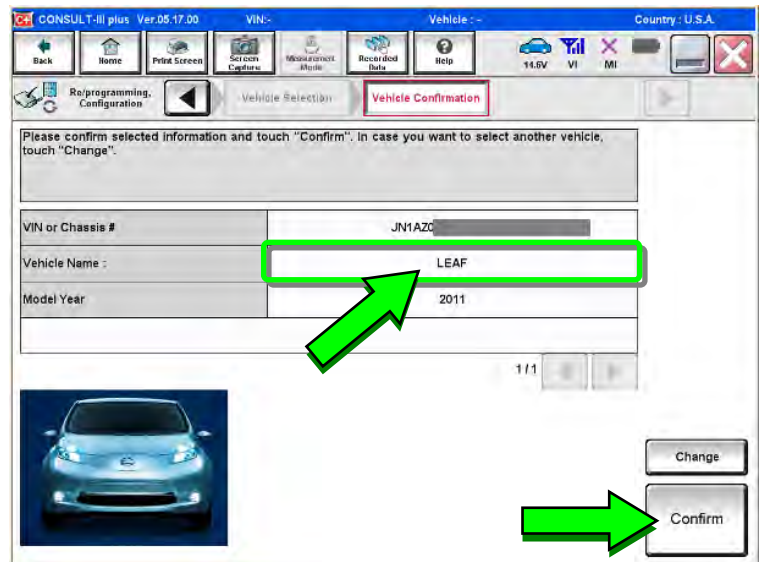 C+ CONSULT-III plus Ver.05.17.00 VIN:- Vehicle : - Country : U.S.A.
Back Home Print Screen Screen Capture Measurement Mode Recorded Data Help 14.6V VI MI
Re/programming, Configuration Vehicle Selection Vehicle Confirmation
Please confirm selected information and touch "Confirm". In case you want to select another vehicle,
touch "Change".
VIN or Chassis # JN1AZ0
Vehicle Name : LEAF
Model Year 2011
1/1
Change
Confirm